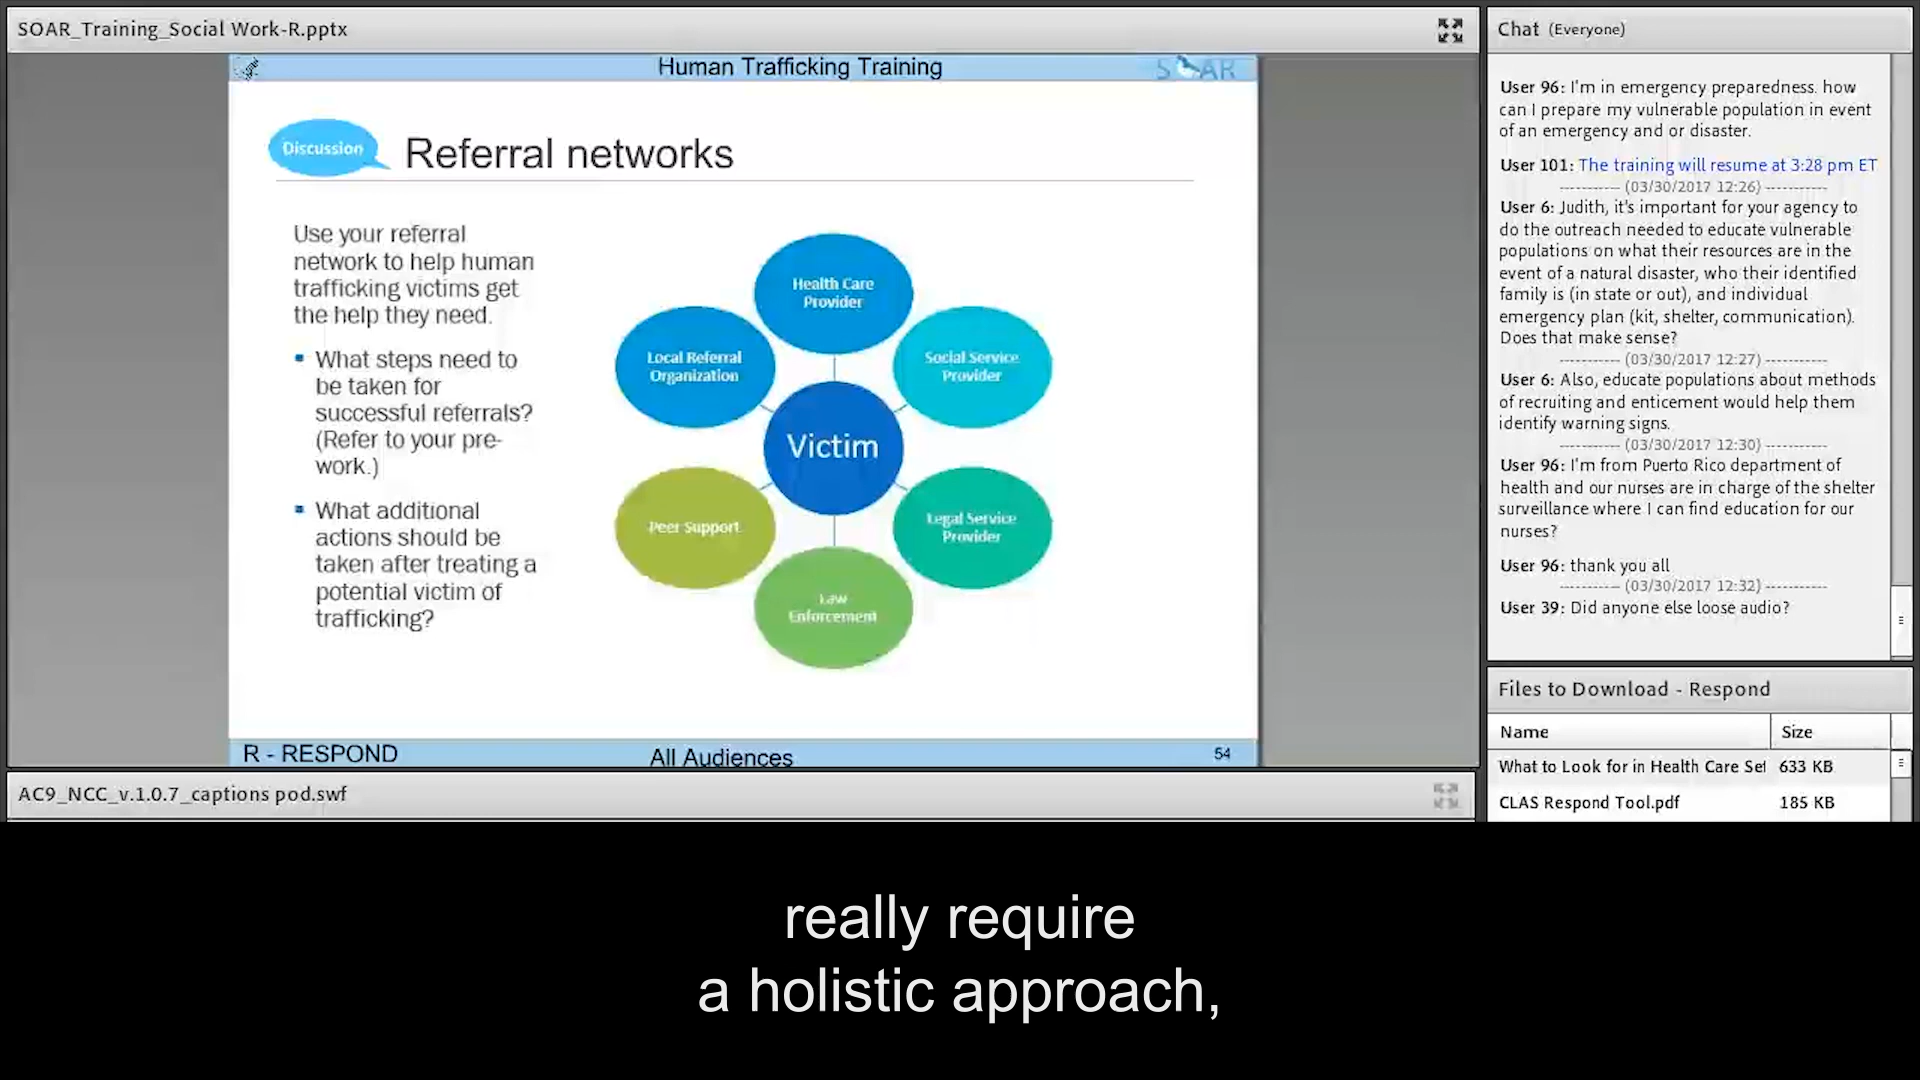 SOAR_Training_Social Work-R.pptx
Human Trafficking Training
SOAR
Discussion
Referral networks
Use your referral
network to help human
trafficking victims get
the help they need.
What steps need to
be taken for
successful referrals?
(Refer to your pre-
work.)
What additional
actions should be
taken after treating a
potential victim of
trafficking?
Health Care
Provider
Local Referral
Organization
Social Service
Provider
Victim
Peer Support
Legal Service
Provider
Law
Enforcement
R - RESPOND
All Audiences
54
AC9_NCC_v.1.0.7_captions pod.swf
really require
a holistic approach,
Chat (Everyone)
User 96: I'm in emergency preparedness. how
can I prepare my vulnerable population in event
of an emergency and or disaster.
User 101: The training will resume at 3:28 pm ET
----------- (03/30/2017 12:26) -----------
User 6: Judith, it's important for your agency to
do the outreach needed to educate vulnerable
populations on what their resources are in the
event of a natural disaster, who their identified
family is (in state or out), and individual
emergency plan (kit, shelter, communication).
Does that make sense?
----------- (03/30/2017 12:27) -----------
User 6: Also, educate populations about methods
of recruiting and enticement would help them
identify warning signs.
----------- (03/30/2017 12:30) -----------
User 96: I'm from Puerto Rico department of
health and our nurses are in charge of the shelter
surveillance where I can find education for our
nurses?
User 96: thank you all
----------- (03/30/2017 12:32) -----------
User 39: Did anyone else loose audio?
Files to Download - Respond
Name Size
What to Look for in Health Care Set 633 KB
CLAS Respond Tool.pdf 185 KB